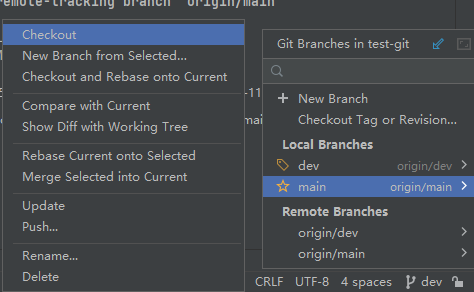 remote-tracking branch 'origin/main'
Checkout
New Branch from Selected...
Checkout and Rebase onto Current
Compare with Current
Show Diff with Working Tree
Rebase Current onto Selected
Merge Selected into Current
Update
Push...
Rename...
Delete
-11
mai
Git Branches in test-git
New Branch
Checkout Tag or Revision...
Local Branches
dev origin/dev
main origin/main
Remote Branches
origin/dev
origin/main
CRLF UTF-8 4 spaces dev